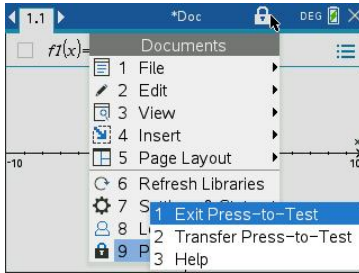 1.1 *Doc DEG
f1(x)=
Documents
1 File
2 Edit
3 View
4 Insert
5 Page Layout
6 Refresh Libraries
7
8
9
1 Exit Press-to-Test
2 Transfer Press-to-Test
3 Help
-10
10
x